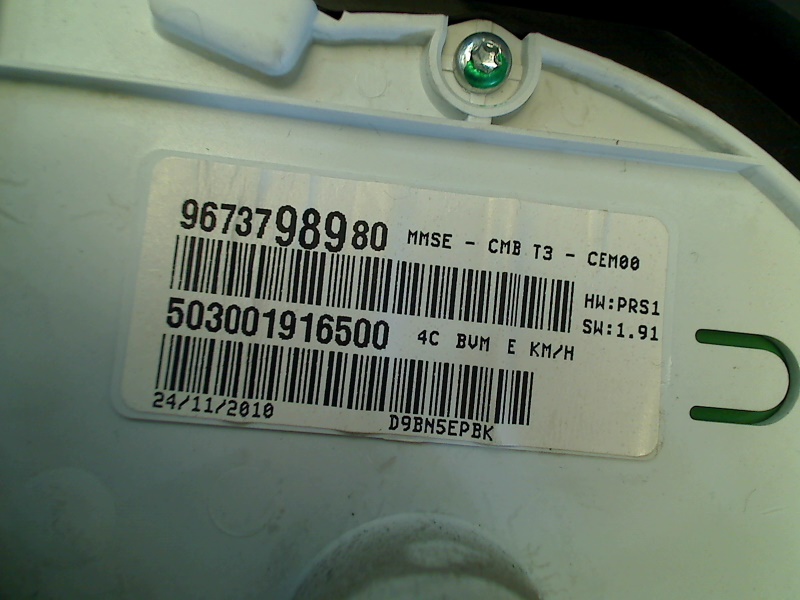 9673798980 MMSE - CMB T3 - CEM00
HW:PRS1
503001916500 4C BVM E KM/H SW:1.91
24/11/2010 D9BN5EPBK